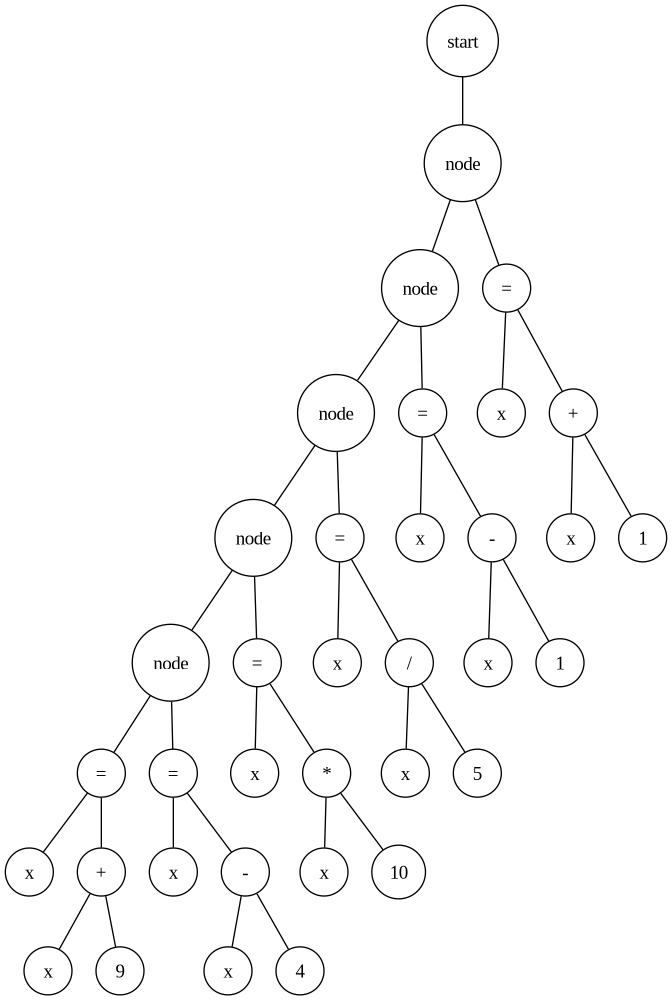 start
node
node =
node = x +
node = x - x 1
node = x / x 1
= = x * x 5
x + x - x 10
x 9 x 4